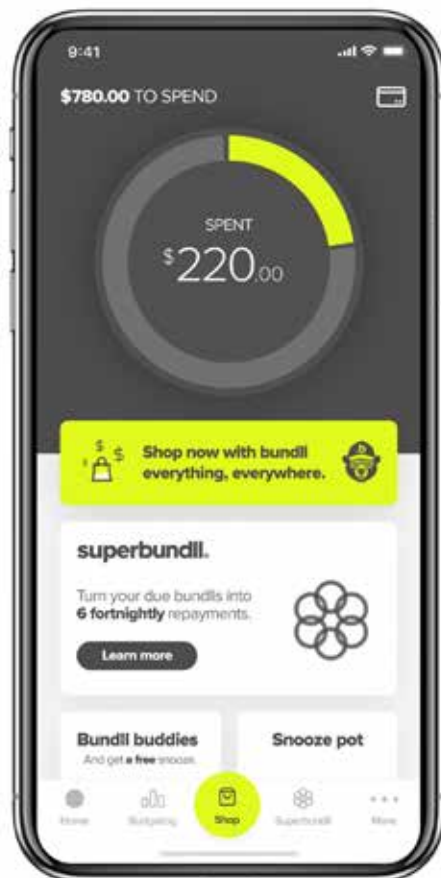 9:41
$780.00 TO SPEND
SPENT
$220.00
Shop now with bundll
everything, everywhere.
superbundll.
Turn your due bundlls into
6 fortnightly repayments.
Learn more
Bundll buddies
And get a free snooze.
Snooze pot
Home
Budgeting
Shop
Superbundll
More